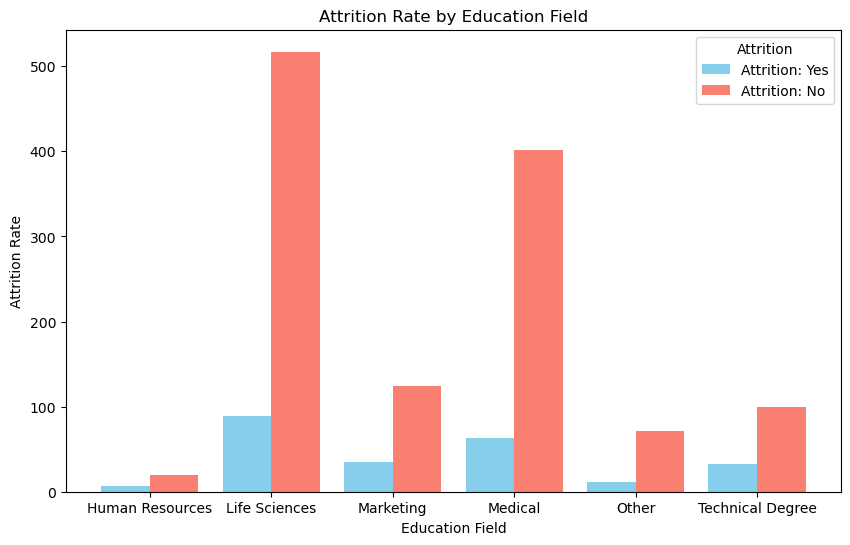 Attrition Rate by Education Field
Attrition
Attrition: Yes
Attrition: No
Attrition Rate
500
400
300
200
100
0
Human Resources
Life Sciences
Marketing
Medical
Other
Technical Degree
Education Field